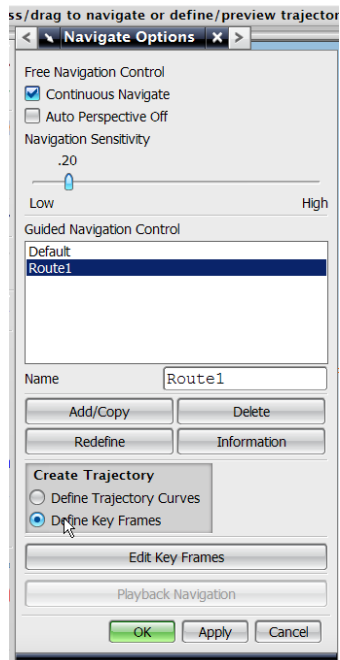 ss/drag to navigate or define/preview trajector
Navigate Options
Free Navigation Control
Continuous Navigate
Auto Perspective Off
Navigation Sensitivity
.20
Low High
Guided Navigation Control
Default
Route1
Name Route1
Add/Copy Delete
Redefine Information
Create Trajectory
Define Trajectory Curves
Define Key Frames
Edit Key Frames
Playback Navigation
OK Apply Cancel